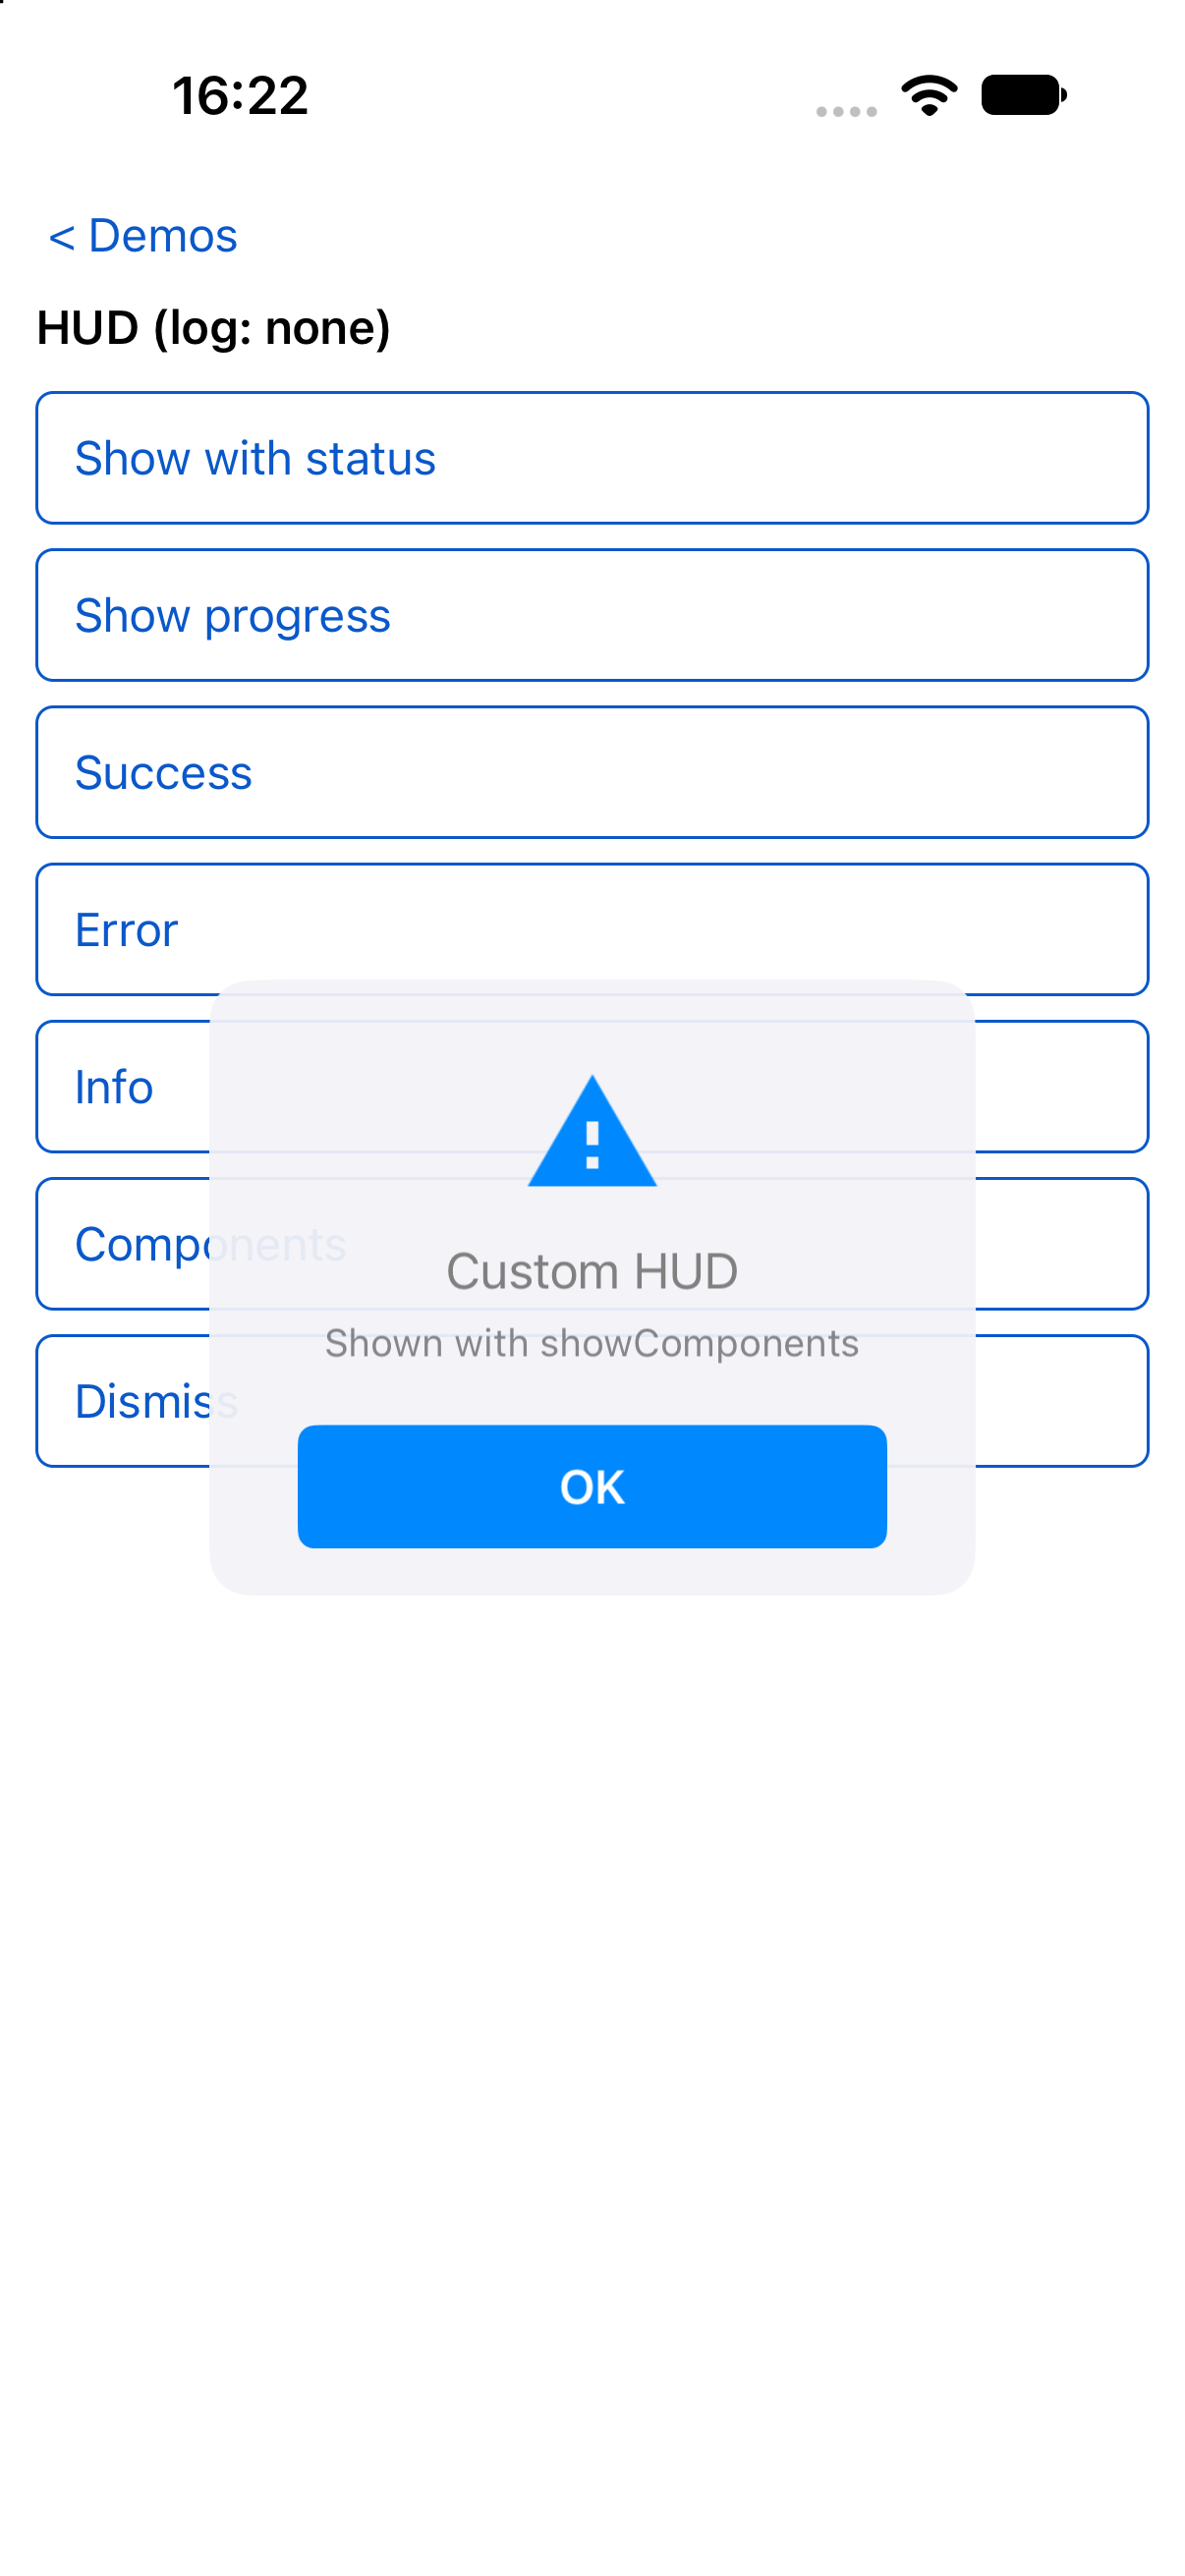 16:22
< Demos
HUD (log: none)
Show with status
Show progress
Success
Error
Info
Components
Custom HUD
Shown with showComponents
Dismiss
OK